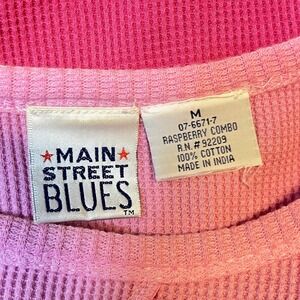 ★MAIN★
STREET
BLUES
TM
M
07-6671-7
RASPBERRY COMBO
R.N.# 92209
100% COTTON
MADE IN INDIA